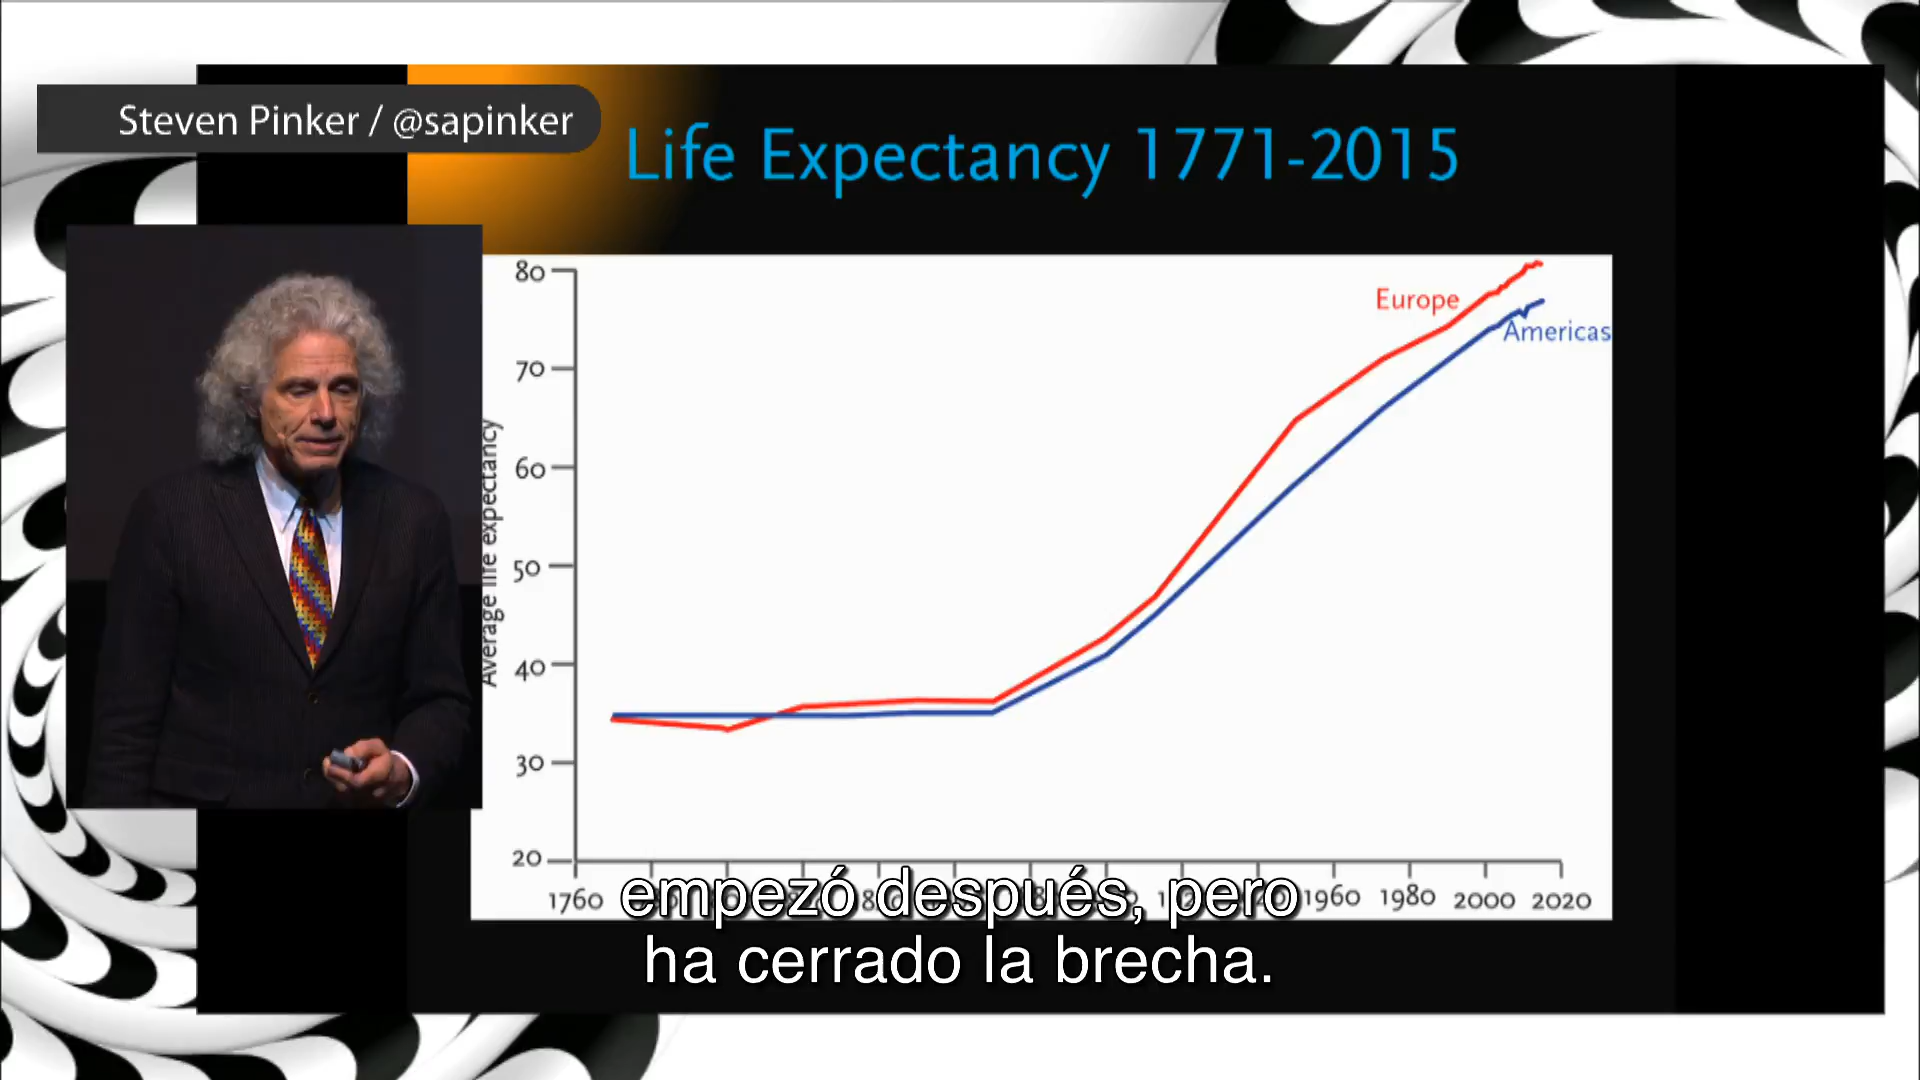 Steven Pinker / @sapinker
Life Expectancy 1771-2015
80
Europe
Americas
70
Average life expectancy
60
50
40
30
20
1760
1960 1980 2000 2020
empezó después, pero
ha cerrado la brecha.